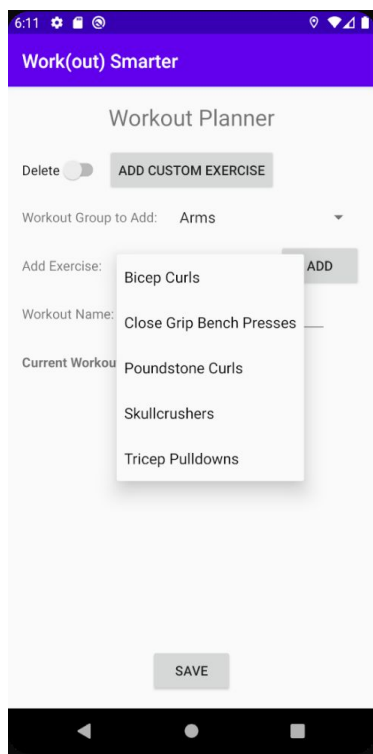 6:11
Work(out) Smarter
Workout Planner
Delete ADD CUSTOM EXERCISE
Workout Group to Add: Arms
Add Exercise: ADD
Bicep Curls
Workout Name:
Close Grip Bench Presses
Current Workou
Poundstone Curls
Skullcrushers
Tricep Pulldowns
SAVE